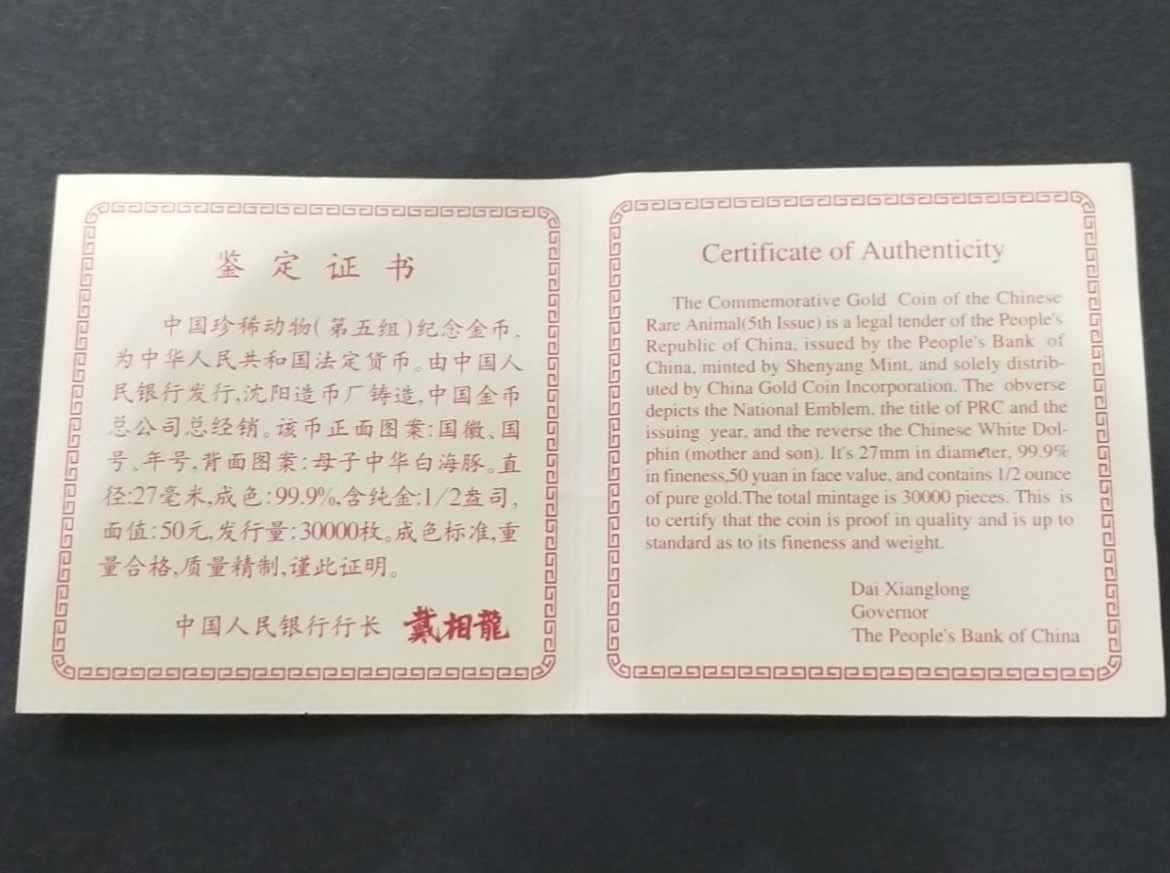 鉴定证书
中国珍稀动物(第五组)纪念金币,
为中华人民共和国法定货币。由中国人
民银行发行,沈阳造币厂铸造,中国金币
总公司总经销。该币正面图案:国徽、国
号、年号,背面图案:母子中华白海豚。直
径:27毫米,成色:99.9%,含纯金:1/2盎司,
面值:50元,发行量:30000枚。成色标准,重
量合格,质量精制,谨此证明。
中国人民银行行长 戴相龍
Certificate of Authenticity
The Commemorative Gold Coin of the Chinese
Rare Animal(5th Issue) is a legal tender of the People's
Republic of China, issued by the People's Bank of
China, minted by Shenyang Mint, and solely distrib-
uted by China Gold Coin Incorporation. The obverse
depicts the National Emblem, the title of PRC and the
issuing year, and the reverse the Chinese White Dol-
phin (mother and son). It's 27mm in diameter, 99.9%
in fineness,50 yuan in face value, and contains 1/2 ounce
of pure gold.The total mintage is 30000 pieces. This is
to certify that the coin is proof in quality and is up to
standard as to its fineness and weight.
Dai Xianglong
Governor
The People's Bank of China